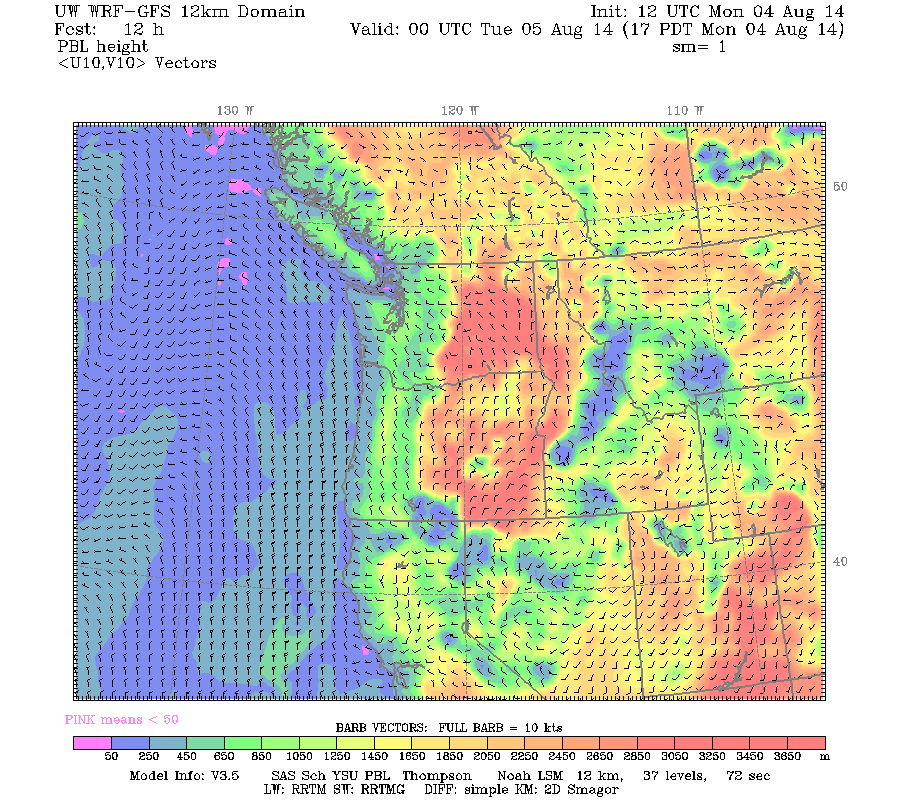 UW WRF-GFS 12km Domain Init: 12 UTC Mon 04 Aug 14
Fcst: 12 h Valid: 00 UTC Tue 05 Aug 14 (17 PDT Mon 04 Aug 14)
PBL height sm= 1
<U10,V10> Vectors
130 W 120 W 110 W
50
40
PINK means < 50
BARB VECTORS: FULL BARB = 10 kts
50 250 450 650 850 1050 1250 1450 1650 1850 2050 2250 2450 2650 2850 3050 3250 3450 3650 m
Model Info: V3.5 SAS Sch YSU PBL Thompson Noah LSM 12 km, 37 levels, 72 sec
LW: RRTM SW: RRTMG DIFF: simple KM: 2D Smagor